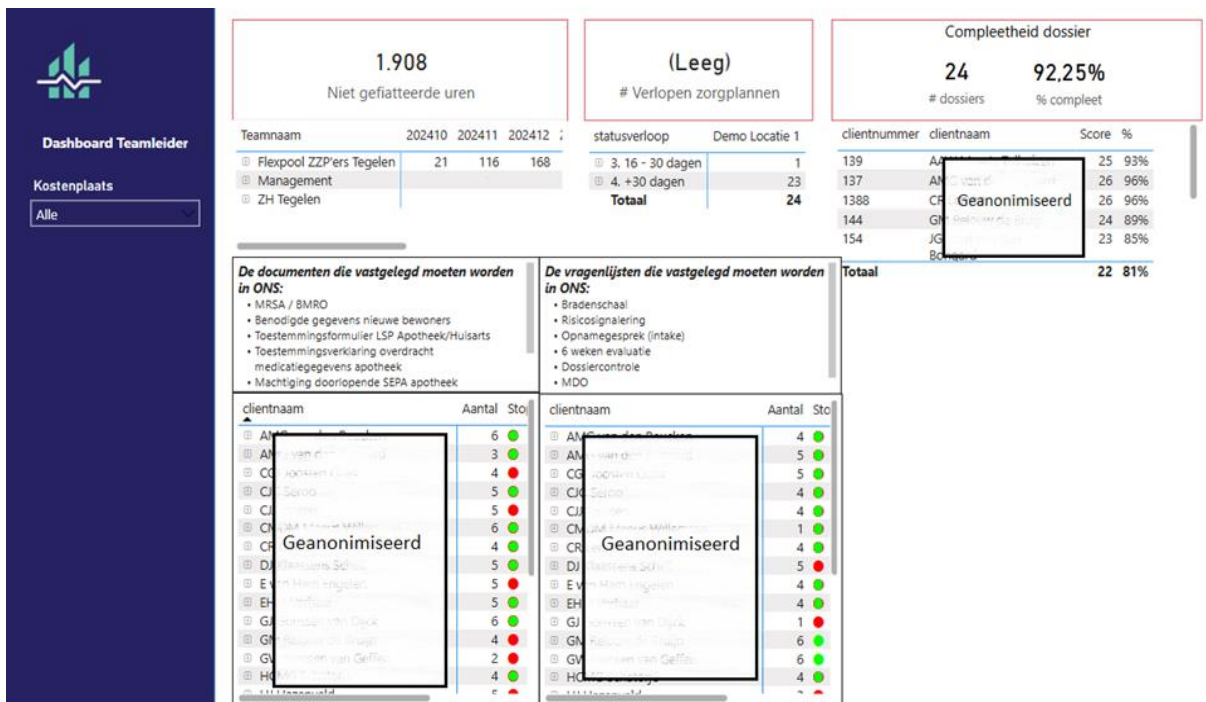 Dashboard Teamleider
Kostenplaats
Alle
1.908
Niet gefiatteerde uren
Teamnaam 202410 202411 202412
Flexpool ZZP'ers Tegelen 21 116 168
Management
ZH Tegelen
(Leeg)
# Verlopen zorgplannen
statusverloop Demo Locatie 1
3. 16 - 30 dagen 1
4. +30 dagen 23
Totaal 24
Compleetheid dossier
24 92,25%
# dossiers % compleet
clientnummer clientnaam Score %
139 25 93%
137 26 96%
1388 26 96%
144 24 89%
154 23 85%
Geanonimiseerd
Totaal 22 81%
De documenten die vastgelegd moeten worden
in ONS:
• MRSA / BMRO
• Benodigde gegevens nieuwe bewoners
• Toestemmingsformulier LSP Apotheek/Huisarts
• Toestemmingsverklaring overdracht
medicatiegegevens apotheek
• Machtiging doorlopende SEPA apotheek
De vragenlijsten die vastgelegd moeten worden
in ONS:
• Bradenschaal
• Risicosignalering
• Opnamegesprek (intake)
• 6 weken evaluatie
• Dossiercontrole
• MDO
clientnaam Aantal Sto
6
3
4
5
5
6
4
5
5
5
6
4
2
4
Geanonimiseerd
clientnaam Aantal Sto
4
5
5
4
4
1
4
5
4
4
1
6
6
4
Geanonimiseerd